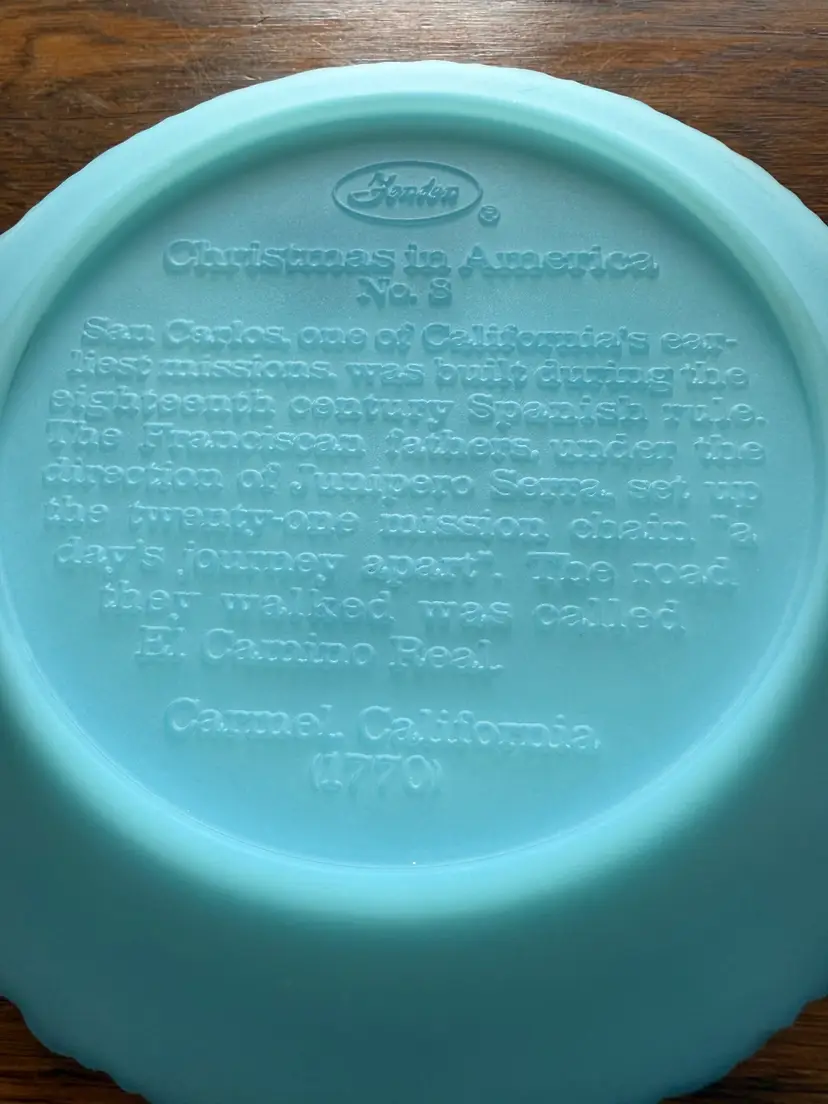 Fenton ®
Christmas in America
No. 8
San Carlos, one of California's ear-
liest missions, was built during the
eighteenth century Spanish rule.
The Franciscan fathers, under the
direction of Junipero Serra, set up
the twenty-one mission chain "a
day's journey apart". The road
they walked was called
El Camino Real.
Carmel, California
(1770)